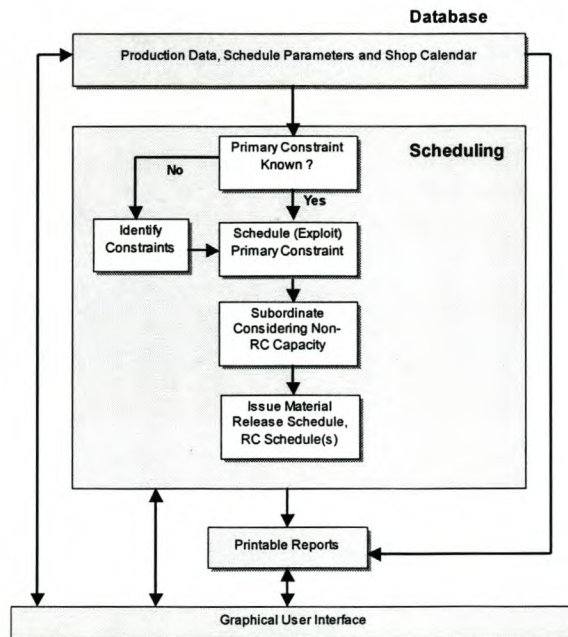 Database
Production Data, Schedule Parameters and Shop Calendar
Scheduling
Primary Constraint
Known ?
No
Yes
Identify
Constraints
Schedule (Exploit)
Primary Constraint
Subordinate
Considering Non-
RC Capacity
Issue Material
Release Schedule,
RC Schedule(s)
Printable Reports
Graphical User Interface